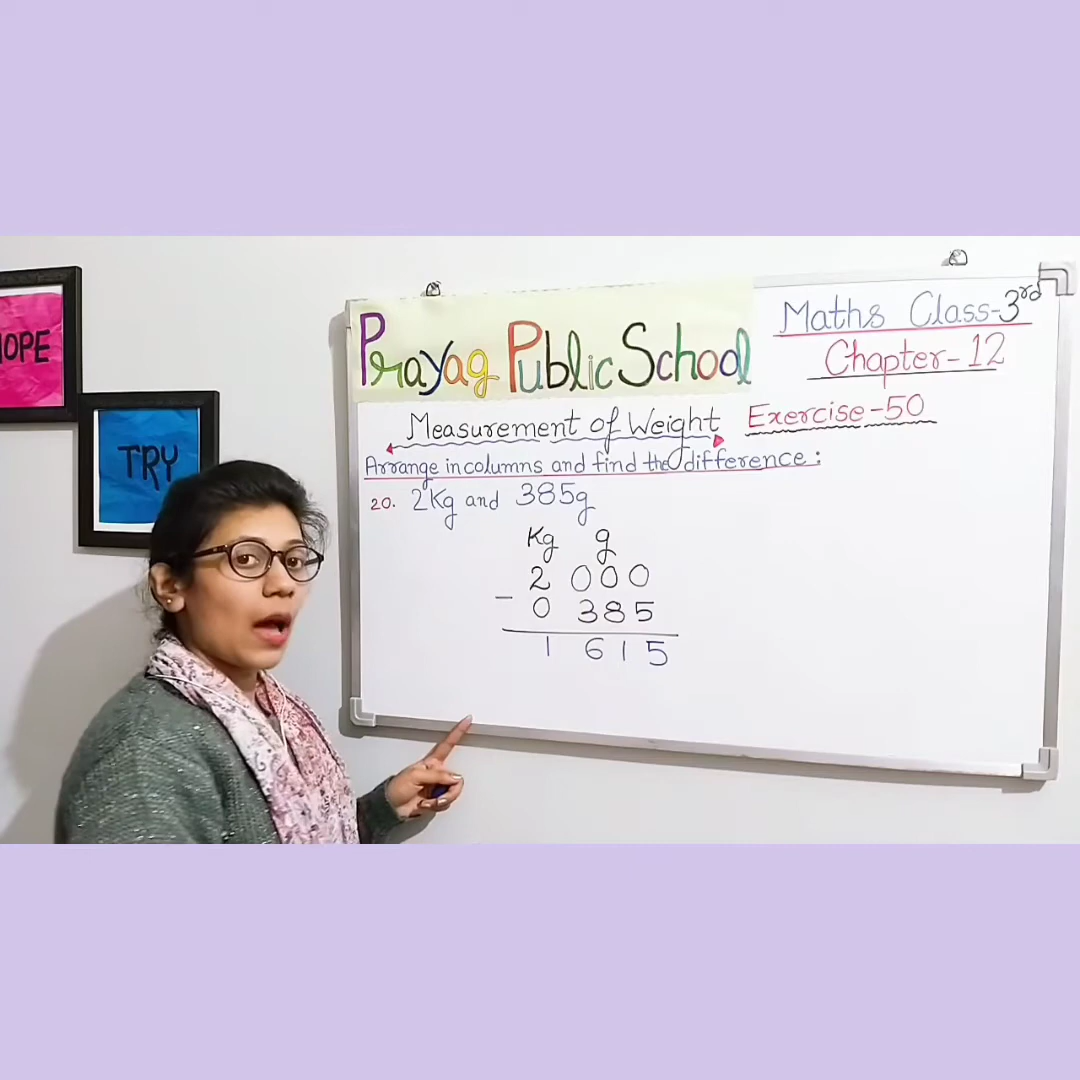 OPE
TRY
Prayag Public School
Maths Class-3rd
Chapter-12
Measurement of Weight
Exercise-50
Arrange in columns and find the difference:
20. 2Kg and 385g
Kg g
2 000
- 0 385
1 615